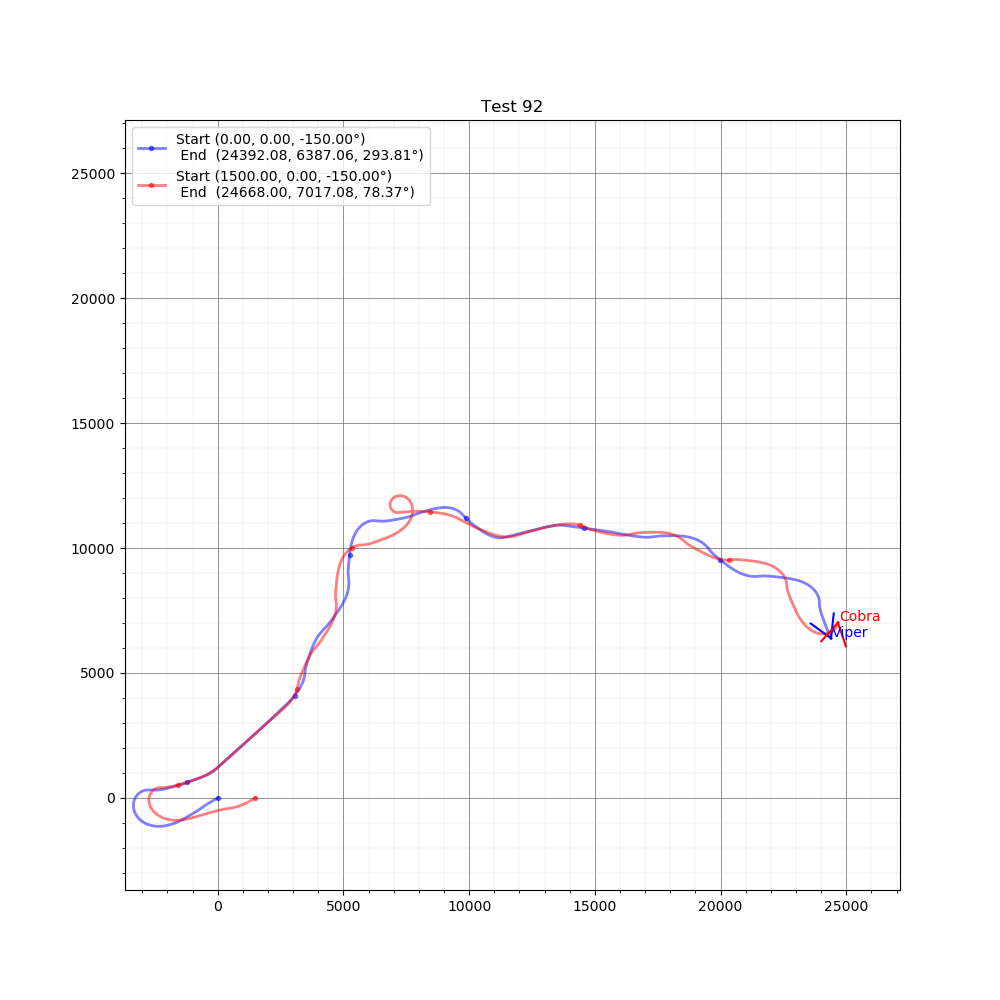 Test 92
Start (0.00, 0.00, -150.00°)
End  (24392.08, 6387.06, 293.81°)
Start (1500.00, 0.00, -150.00°)
End  (24668.00, 7017.08, 78.37°)
25000
20000
15000
10000
5000
0
Cobra
Viper
0 5000 10000 15000 20000 25000